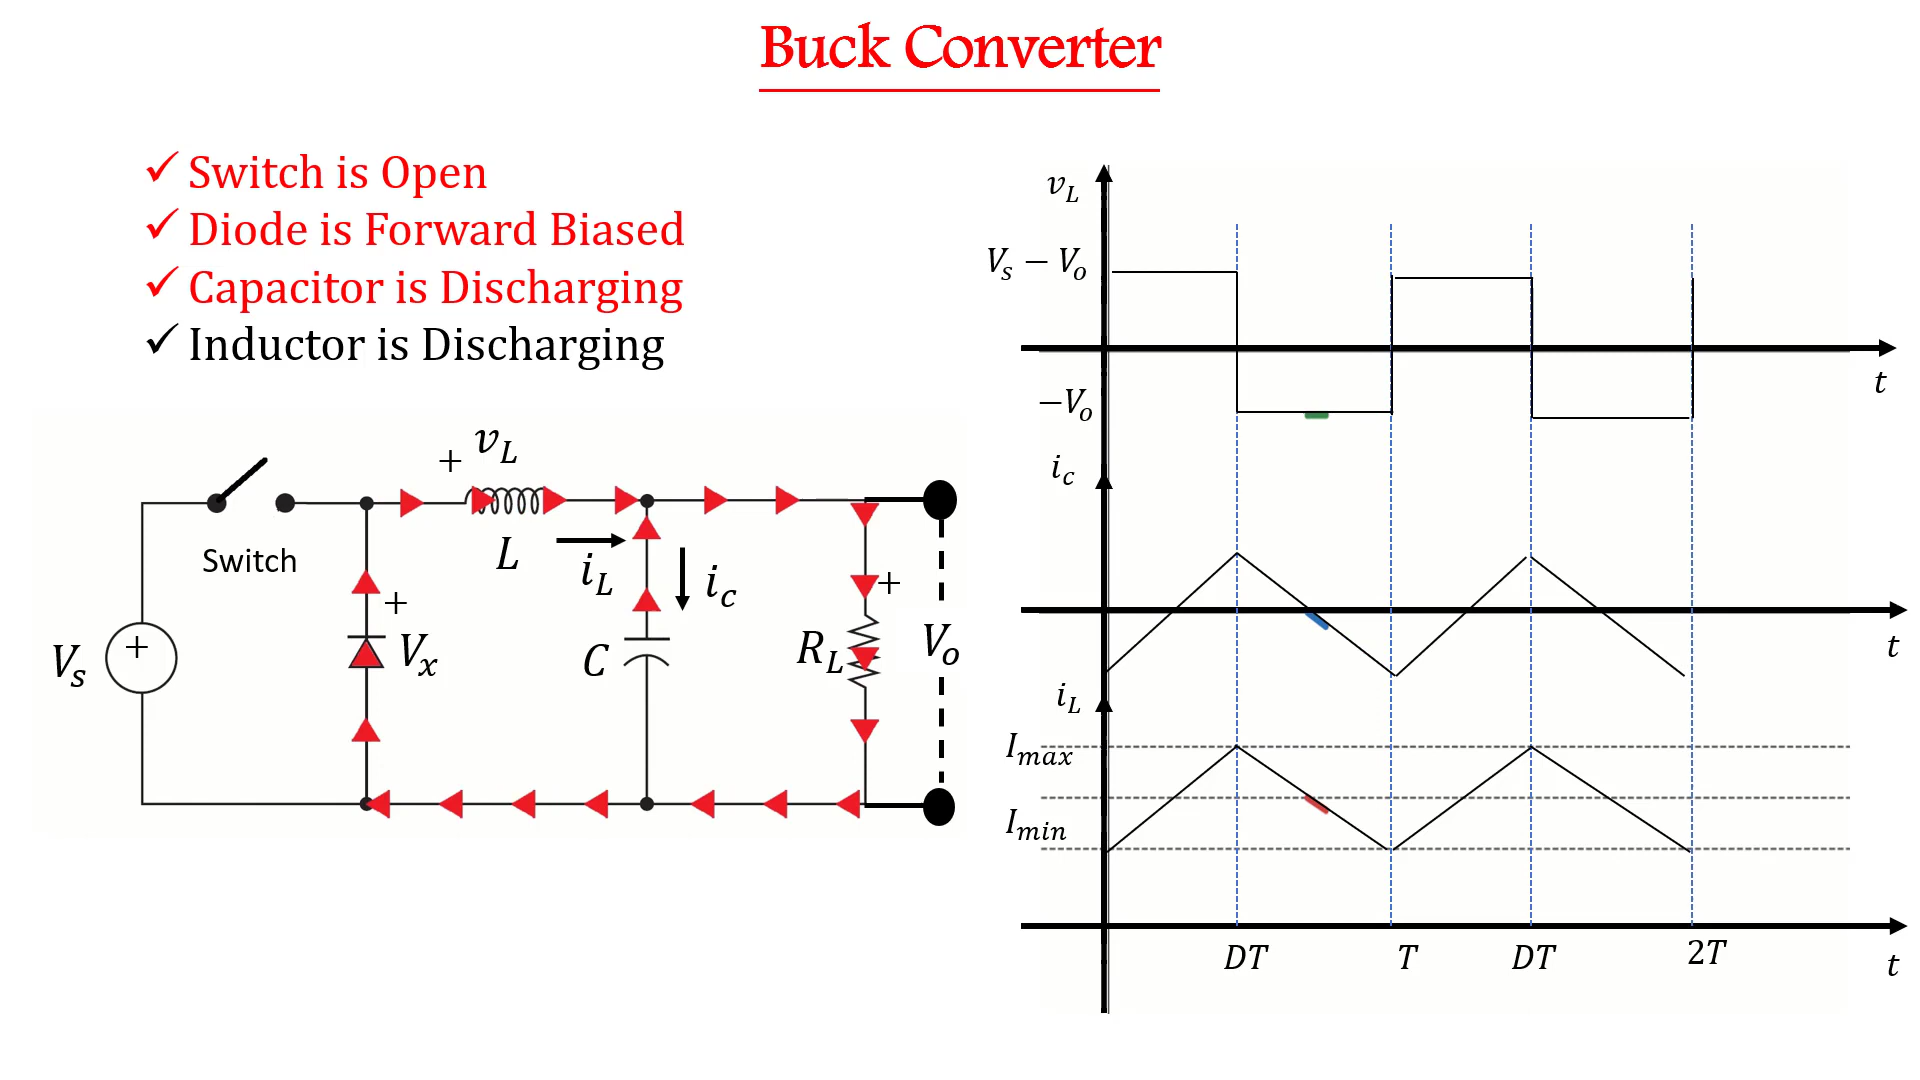 Buck Converter
✓ Switch is Open
✓ Diode is Forward Biased
✓ Capacitor is Discharging
✓ Inductor is Discharging
+ v_L
Switch
L
i_L
i_c
+
V_s
+
V_x
C
+
R_L
V_o
v_L
V_s − V_o
t
−V_o
i_c
t
i_L
I_max
I_min
DT T DT 2T
t